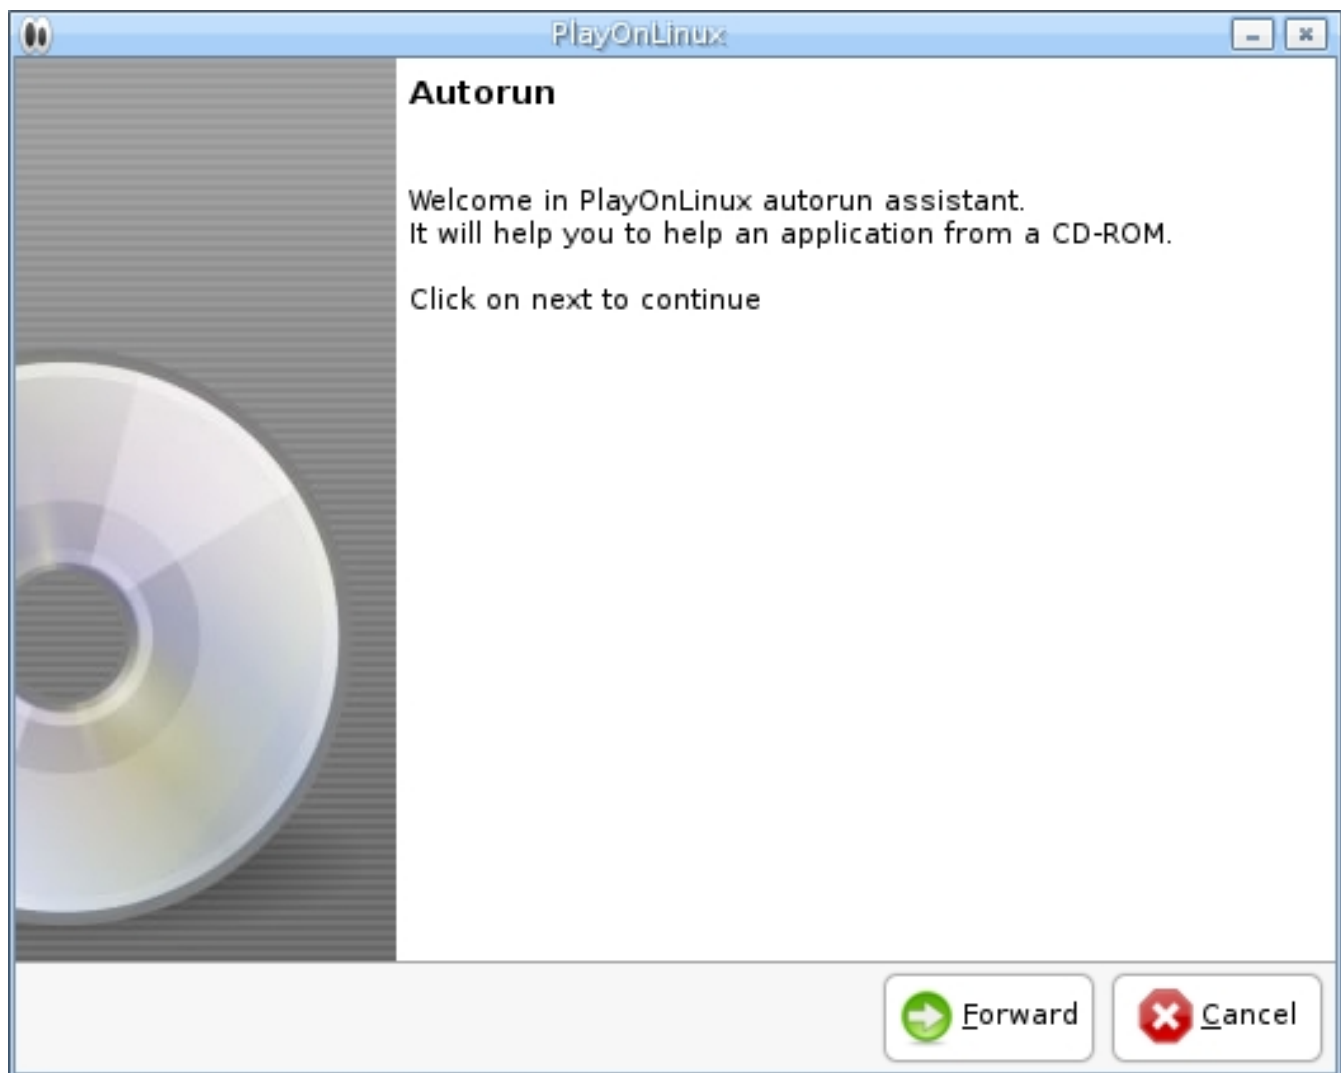 PlayOnLinux
Autorun
Welcome in PlayOnLinux autorun assistant.
It will help you to help an application from a CD-ROM.
Click on next to continue
Forward
Cancel